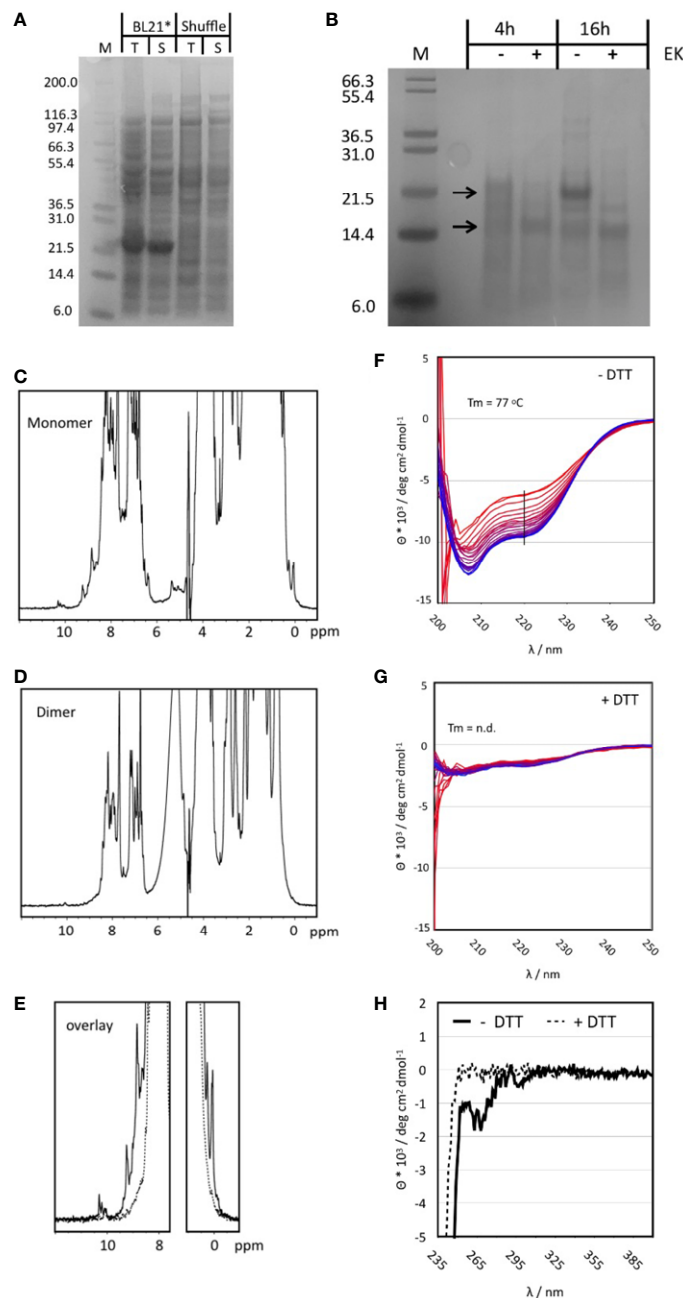 A
BL21* Shuffle
M T S T S
200.0
116.3
97.4
66.3
55.4
36.5
31.0
21.5
14.4
6.0
B
4h 16h
M - + - + EK
66.3
55.4
36.5
31.0
21.5
14.4
6.0
C
Monomer
10 8 6 4 2 0 ppm
D
Dimer
10 8 6 4 2 0 ppm
E
overlay
10 8 0 ppm
F
- DTT
Tm = 77 °C
5
0
-5
-10
-15
Θ * 10³ / deg cm² dmol⁻¹
200 210 220 230 240 250
λ / nm
G
+ DTT
Tm = n.d.
5
0
-5
-10
-15
Θ * 10³ / deg cm² dmol⁻¹
200 210 220 230 240 250
λ / nm
H
- DTT + DTT
2
1
0
-1
-2
-3
-4
-5
Θ * 10³ / deg cm² dmol⁻¹
235 265 295 325 355 385
λ / nm